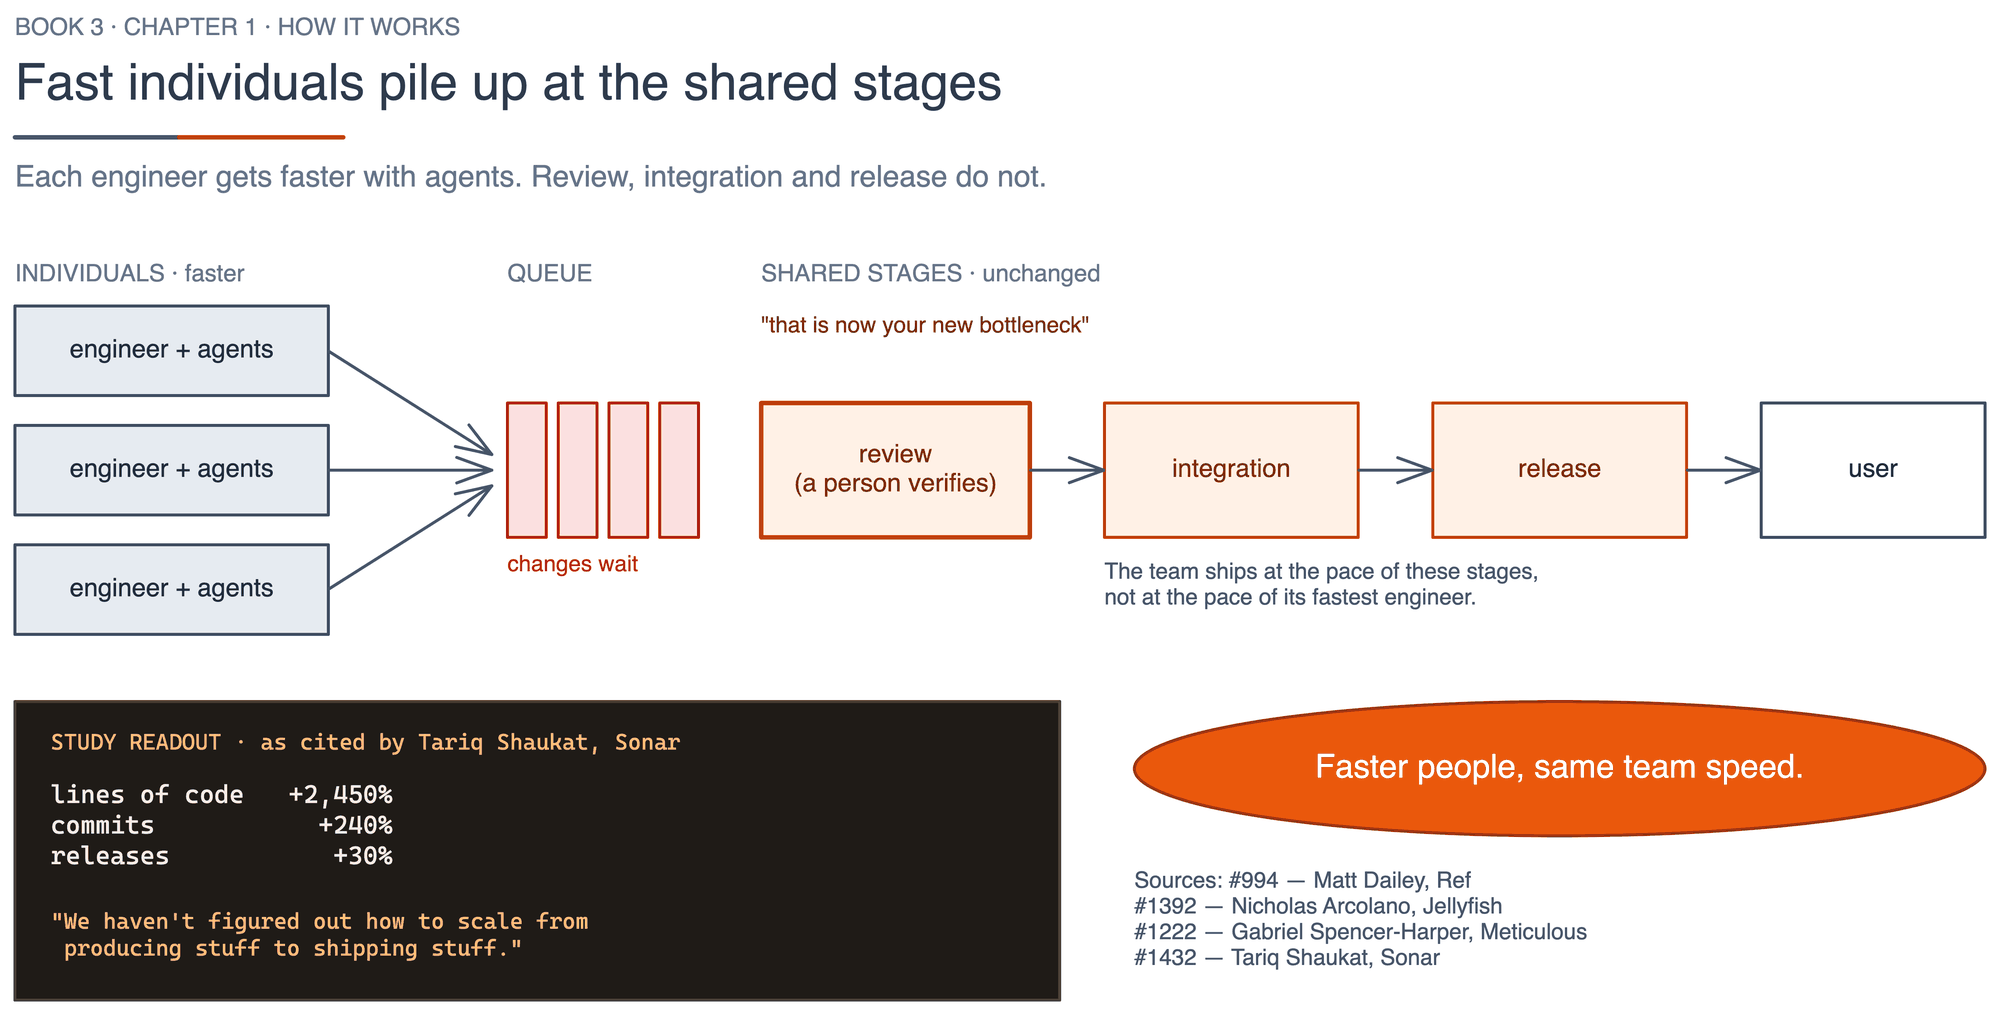 BOOK 3 · CHAPTER 1 · HOW IT WORKS
Fast individuals pile up at the shared stages
Each engineer gets faster with agents. Review, integration and release do not.
INDIVIDUALS · faster
engineer + agents
engineer + agents
engineer + agents
QUEUE
changes wait
SHARED STAGES · unchanged
"that is now your new bottleneck"
review
(a person verifies)
integration
release
user
The team ships at the pace of these stages,
not at the pace of its fastest engineer.
STUDY READOUT · as cited by Tariq Shaukat, Sonar
lines of code +2,450%
commits +240%
releases +30%
"We haven't figured out how to scale from
producing stuff to shipping stuff."
Faster people, same team speed.
Sources: #994 — Matt Dailey, Ref
#1392 — Nicholas Arcolano, Jellyfish
#1222 — Gabriel Spencer-Harper, Meticulous
#1432 — Tariq Shaukat, Sonar